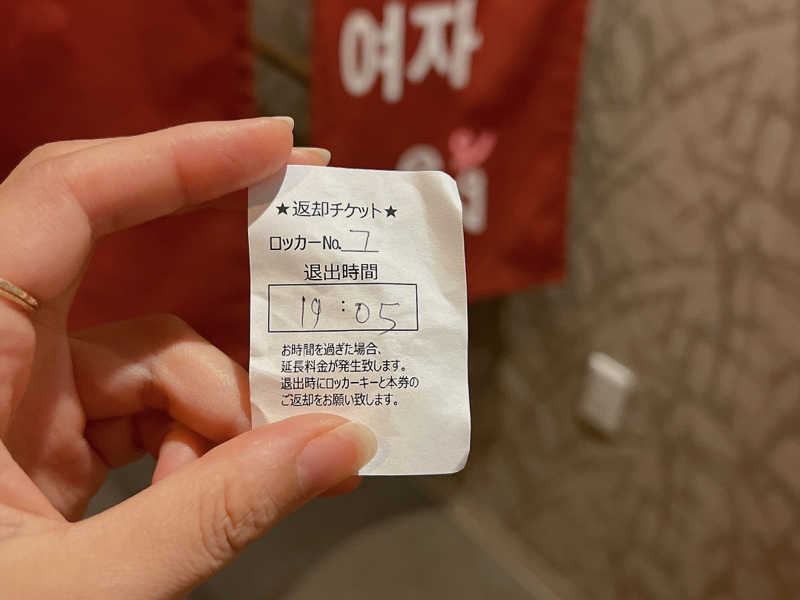 여자
★返却チケット★
ロッカーNo. 7
退出時間
19:05
お時間を過ぎた場合、
延長料金が発生致します。
退出時にロッカーキーと本券の
ご返却をお願い致します。